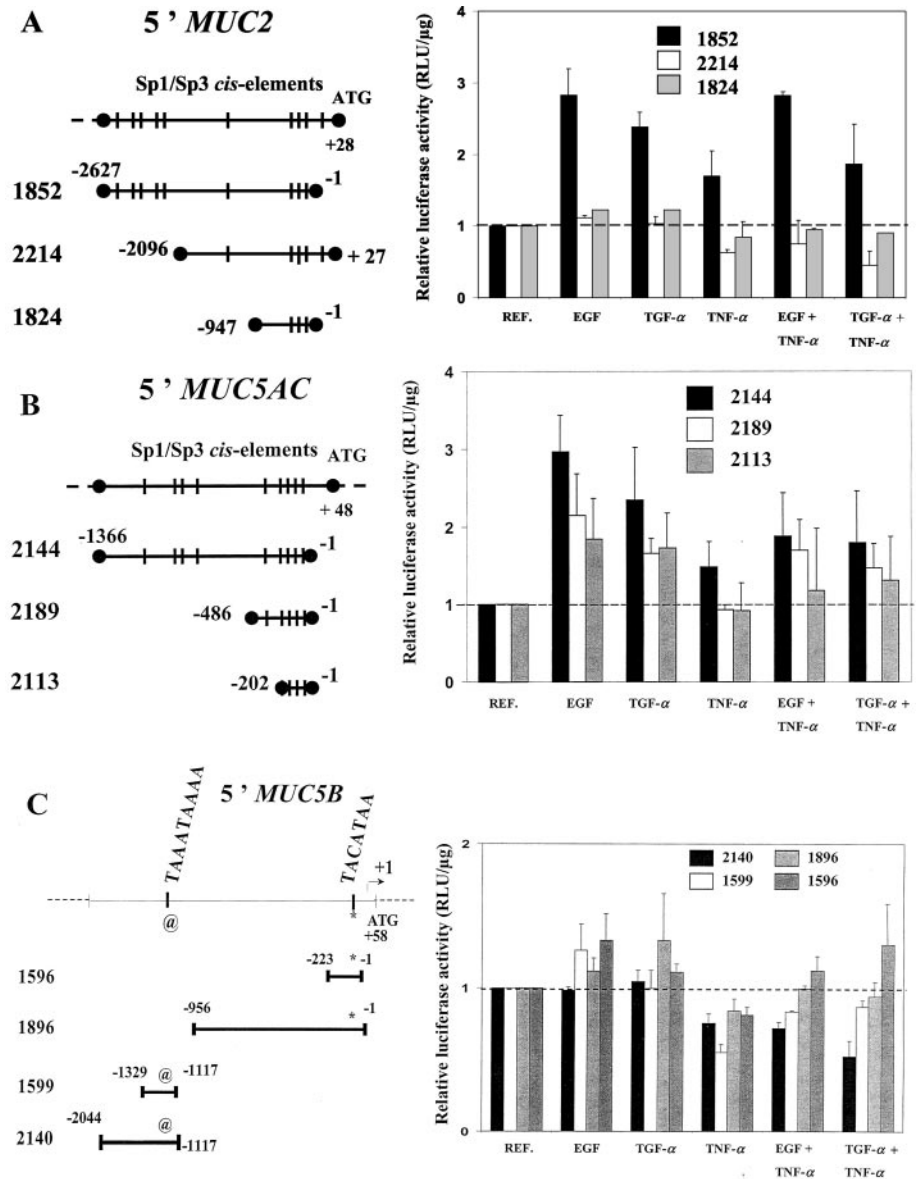 A
5 ’ MUC2
Sp1/Sp3 cis-elements
ATG
+28
1852
-2627
-1
2214
-2096
+ 27
1824
-947
-1
Relative luciferase activity (RLU/µg)
4
3
2
1
0
1852
2214
1824
REF.
EGF
TGF-α
TNF-α
EGF +
TNF-α
TGF-α +
TNF-α
B
5 ’ MUC5AC
Sp1/Sp3 cis-elements
ATG
+ 48
2144
-1366
-1
2189
-486
-1
2113
-202
-1
Relative luciferase activity (RLU/µg)
4
3
2
1
0
2144
2189
2113
REF.
EGF
TGF-α
TNF-α
EGF +
TNF-α
TGF-α +
TNF-α
C
5 ’ MUC5B
TAAATAAAA
TACATAA
+1
@
*
ATG
+58
1596
-223
*
-1
1896
-956
*
-1
1599
-1329
@
-1117
2140
-2044
@
-1117
Relative luciferase activity (RLU/µg)
2
1
0
2140
1896
1599
1596
REF.
EGF
TGF-α
TNF-α
EGF +
TNF-α
TGF-α +
TNF-α